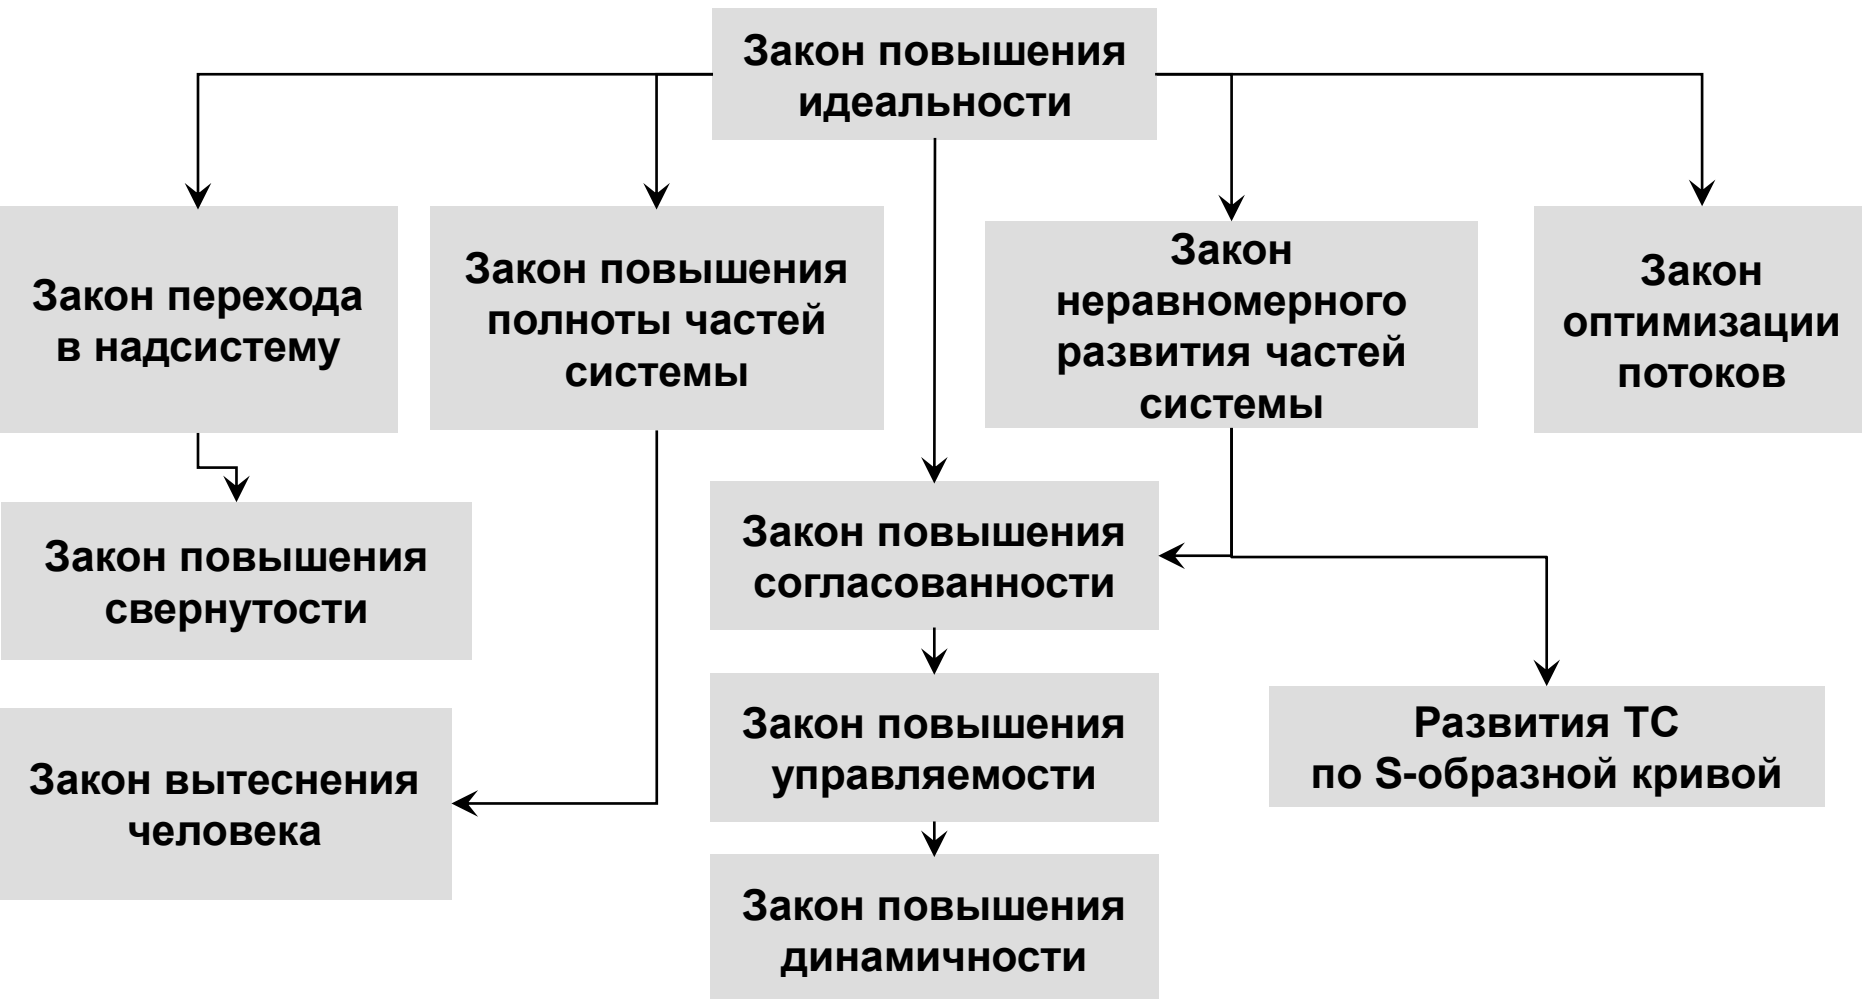 Закон повышения
идеальности
Закон перехода
в надсистему
Закон повышения
полноты частей
системы
Закон
неравномерного
развития частей
системы
Закон
оптимизации
потоков
Закон повышения
свернутости
Закон повышения
согласованности
Закон вытеснения
человека
Закон повышения
управляемости
Развития ТС
по S-образной кривой
Закон повышения
динамичности